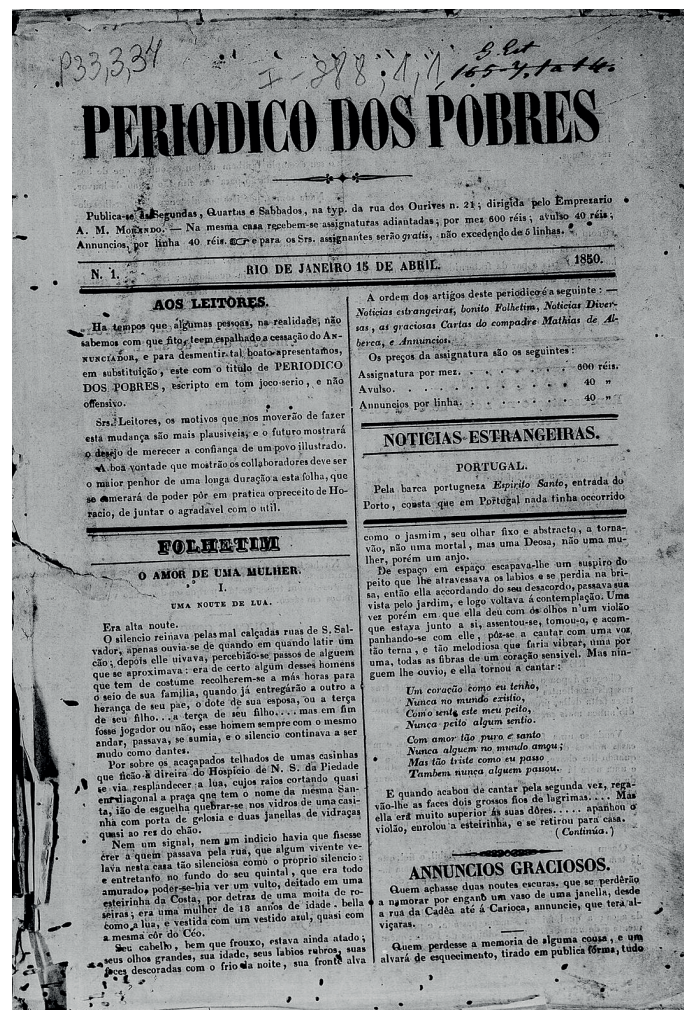 P33,3,34
I-288,1,1,
PERIODICO DOS POBRES
Publica-se ás Segundas, Quartas e Sabbados, na typ. da rua dos Ourives n. 21; dirigida pelo Emprezario
A. M. MORANDO. — Na mesma casa recebem-se assignaturas adiantadas; por mez 600 réis; avulso 40 réis;
Annuncios, por linha 40 réis. e para os Srs. assignantes serão gratis, não excedendo de 5 linhas.
N. 1. RIO DE JANEIRO 15 DE ABRIL. 1850.
AOS LEITORES.
Ha tempos que algumas pessoas, na realidade, não
sabemos com que fito, teem espalhado a cessação do AN-
NUNCIADOR, e para desmentir tal boato apresentamos,
em substituição, este com o titulo de PERIODICO
DOS POBRES, escripto em tom joco-serio, e não
offensivo.
Srs. Leitores, os motivos que nos moverão de fazer
esta mudança são mais plausiveis, e o futuro mostrará
o desejo de merecer a confiança de um povo illustrado.
A boa vontade que mostrão os collaboradores deve ser
o maior penhor de uma longa duração a esta folha, que
se esmerará de poder pôr em pratica o preceito de Ho-
racio, de juntar o agradavel com o util.
A ordem dos artigos deste periodico é a seguinte: —
Noticias estrangeiras, bonito Folhetim, Noticias Diver-
sas, as graciosas Cartas do compadre Mathias de Al-
berca, e Annuncios.
Os preços da assignatura são os seguintes:
Assignatura por mez. . . . . . . . 600 réis.
Avulso. . . . . . . . . . . 40 „
Annuncios por linha. . . . . . . . 40 „
NOTICIAS ESTRANGEIRAS.
PORTUGAL.
Pela barca portugneza Espirito Santo, entrada do
Porto, consta que em Portugal nada tinha occorrido
FOLHETIM
O AMOR DE UMA MULHER.
I.
UMA NOUTE DE LUA.
Era alta noute.
O silencio reinava pelas mal calçadas ruas de S. Sal-
vador, apenas ouvia-se de quando em quando latir um
cão; depois elle uivava, percebião-se passos de alguem
que se aproximava: era de certo algum desses homens
que tem de costume recolherem-se a más horas para
o seio de sua familia, quando já entregárão a outro a
herança de seu pae, o dote de sua esposa, ou a terça
de seu filho...a terça de seu filho.... mas em fim
fosse jogador ou não, esse homem sempre com o mesmo
andar, passava, se sumia, e o silencio continava a ser
mudo como dantes.
Por sobre os acaçapados telhados de umas casinhas
que ficão à direira do Hospicio de N. S. da Piedade
se via resplandecer a lua, cujos raios cortando quasi
em diagonal a praça que tem o nome da mesma San-
ta, ião de esguelha quebrar-se nos vidros de uma casi-
nha com porta de gelosia e duas janellas de vidraças
quasi ao rez do chão.
Nem um signal, nem um indicio havia que fisesse
crêr a quem passava pela rua, que algum vivente ve-
lava nesta casa tão silenciosa como o proprio silencio:
e entretanto no fundo do seu quintal, que era todo
amurado, poder-se-hia ver um vulto, deitado em uma
esteirinha da Costa, por detraz de uma moita de ro-
seiras; era uma mulher de 18 annos de idade, bella
como a lua, e vestida com um vestido azul, quasi com
a mesma côr do Céo.
Seu cabello, bem que frouxo, estava ainda atado;
seus olhos grandes, sua idade, seus labios rubros, suas
faces descoradas com o frio da noite, sua fronte alva
como o jasmim, seu olhar fixo e abstracto, a torna-
vão, não uma mortal, mas uma Deosa, não uma mu-
lher, porém um anjo.
De espaço em espaço escapava-lhe um suspiro do
peito que lhe atravessava os labios e se perdia na bri-
sa, então ella accordando do seu desacordo, passava sua
vista pelo jardim, e logo voltava á contemplação. Uma
vez porém em que ella deu com os olhos n'um violão
que estava junto a si, assentou-se, tomou-o, e acom-
panhando-se com elle, pôz-se a cantar com uma voz
tão terna, e tão melodiosa que faria vibrar, uma por
uma, todas as fibras de um coração sensivel. Mas nin-
guem lhe ouvio, e ella tornou a cantar:
Um coração como eu tenho,
Nunca no mundo existio,
Como sente este meu peito,
Nunca peito algum sentio.
Com amor tão puro e santo
Nunca alguem no mundo amou;
Mas tão triste como eu passo
Tambem nunca alguem passou.
E quando acabou de cantar pela segunda vez, rega-
vão-lhe as faces dois grossos fios de lagrimas.... Mas
ella era muito superior ás suas dôres..... apanhou o
violão, enrolou a esteirinha, e se retirou para casa.
(Continúa.)
ANNUNCIOS GRACIOSOS.
Quem achasse duas noutes escuras, que se perdêrão
a namorar por engano um vaso de uma janella, desde
a rua da Cadêa até á Carioca, annuncie, que terá al-
viçaras.
Quem perdesse a memoria de alguma cousa, e um
alvará de esquecimento, tirado em publica fórma, tudo